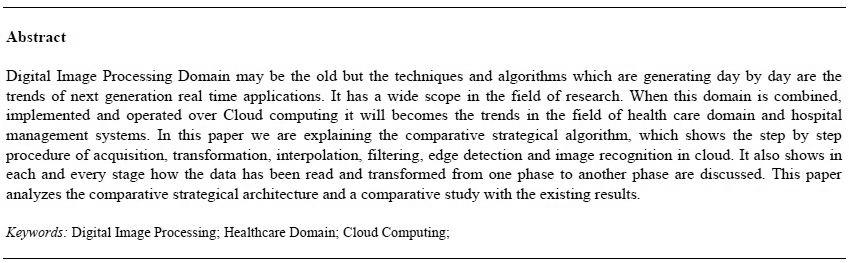 Abstract
Digital Image Processing Domain may be the old but the techniques and algorithms which are generating day by day are the
trends of next generation real time applications. It has a wide scope in the field of research. When this domain is combined,
implemented and operated over Cloud computing it will becomes the trends in the field of health care domain and hospital
management systems. In this paper we are explaining the comparative strategical algorithm, which shows the step by step
procedure of acquisition, transformation, interpolation, filtering, edge detection and image recognition in cloud. It also shows in
each and every stage how the data has been read and transformed from one phase to another phase are discussed. This paper
analyzes the comparative strategical architecture and a comparative study with the existing results.
Keywords: Digital Image Processing; Healthcare Domain; Cloud Computing;